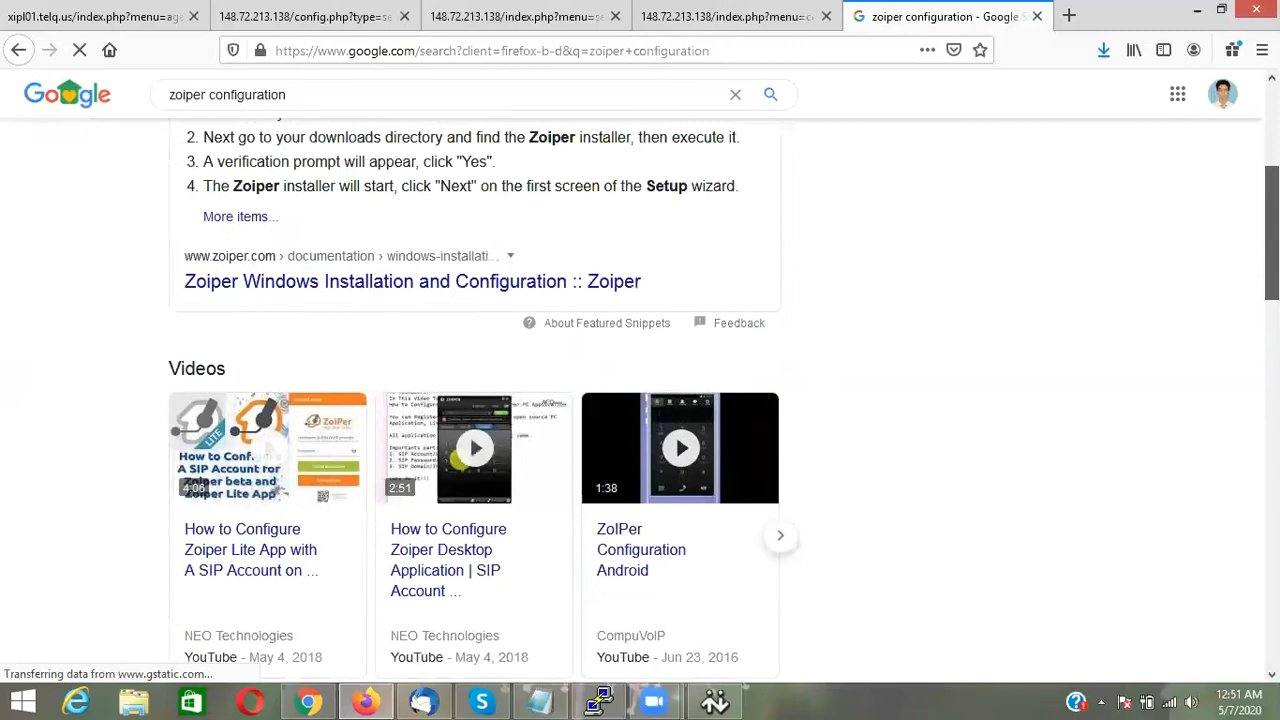 xipl01.telq.org/index.php?menu=ag
148.72.213.138/config.php?type=se
148.72.213.138/index.php?menu=se
148.72.213.138/index.php?menu=c
zoiper configuration - Google S
https://www.google.com/search?client=firefox-b-d&q=zoiper+configuration
Google
zoiper configuration
2. Next go to your downloads directory and find the Zoiper installer, then execute it.
3. A verification prompt will appear, click "Yes".
4. The Zoiper installer will start, click "Next" on the first screen of the Setup wizard.
More items...
www.zoiper.com › documentation › windows-installati...
Zoiper Windows Installation and Configuration :: Zoiper
About Featured Snippets
Feedback
Videos
LITE
ZoiPer
How to Conf.
A SIP Account for
Zoiper beta and
Zoiper Lite App
4:06
2:51
1:38
How to Configure
Zoiper Lite App with
A SIP Account on ...
How to Configure
Zoiper Desktop
Application | SIP
Account ...
ZoIPer
Configuration
Android
NEO Technologies
YouTube - May 4, 2018
NEO Technologies
YouTube - May 4, 2018
CompuVoIP
YouTube - Jun 23, 2016
Transferring data from www.gstatic.com...
12:51 AM
5/7/2020